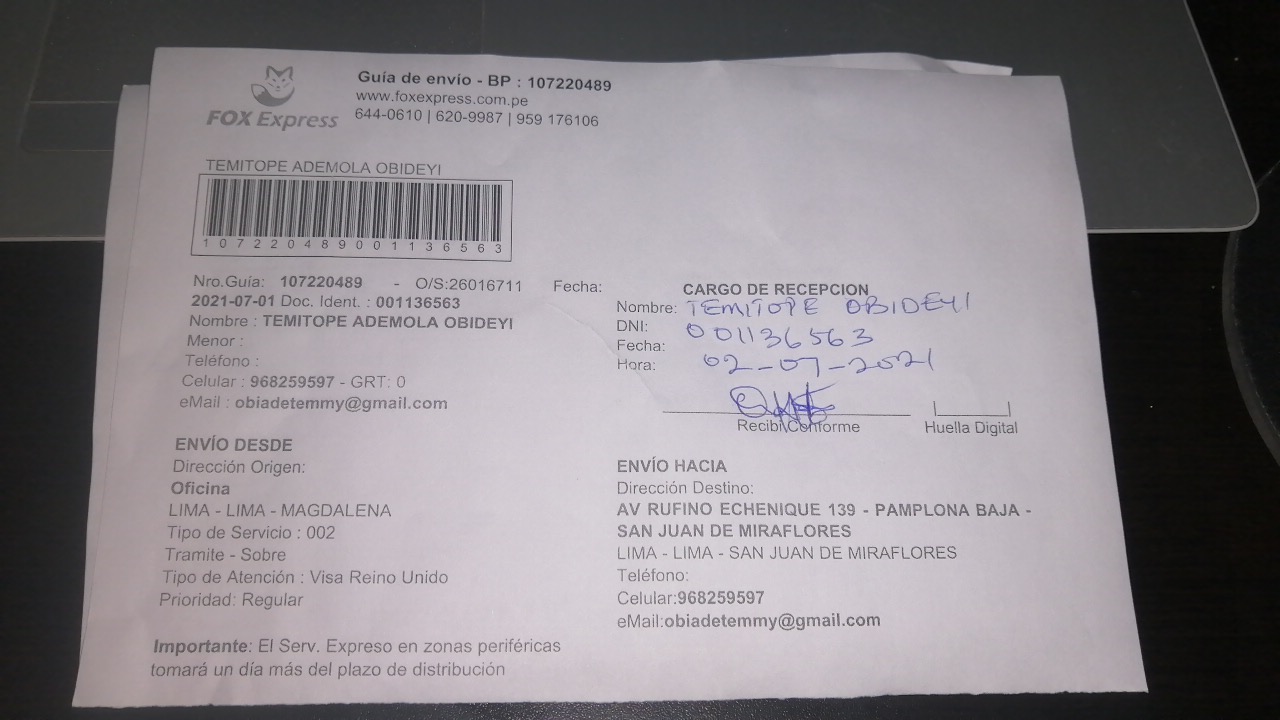 FOX Express
Guía de envío - BP : 107220489
www.foxexpress.com.pe
644-0610 | 620-9987 | 959 176106
TEMITOPE ADEMOLA OBIDEYI
107220489001136563
Nro.Guía: 107220489 - O/S:26016711 Fecha:
2021-07-01 Doc. Ident. : 001136563
Nombre : TEMITOPE ADEMOLA OBIDEYI
Menor :
Teléfono :
Celular : 968259597 - GRT: 0
eMail : obiadetemmy@gmail.com
CARGO DE RECEPCION
Nombre: TEMITOPE OBIDEYI
DNI: 001136563
Fecha: 02-07-2021
Hora:
Recibi Conforme
Huella Digital
ENVÍO DESDE
Dirección Origen:
Oficina
LIMA - LIMA - MAGDALENA
Tipo de Servicio : 002
Tramite - Sobre
Tipo de Atención : Visa Reino Unido
Prioridad: Regular
ENVÍO HACIA
Dirección Destino:
AV RUFINO ECHENIQUE 139 - PAMPLONA BAJA -
SAN JUAN DE MIRAFLORES
LIMA - LIMA - SAN JUAN DE MIRAFLORES
Teléfono:
Celular:968259597
eMail:obiadetemmy@gmail.com
Importante: El Serv. Expreso en zonas periféricas
tomará un día más del plazo de distribución